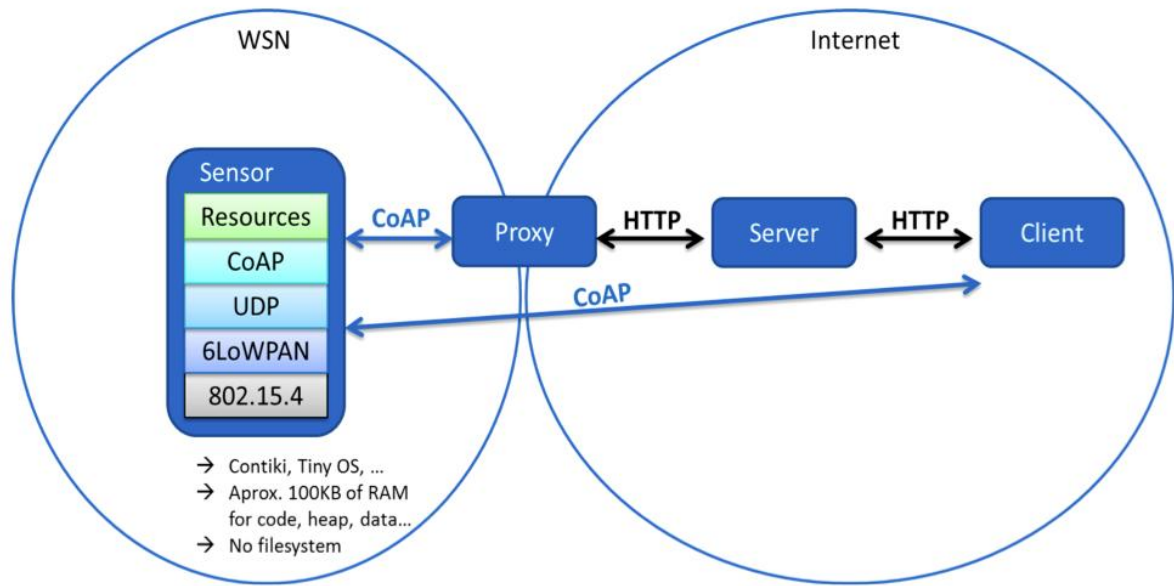 WSN
Internet
Sensor
Resources
CoAP
UDP
6LoWPAN
802.15.4
CoAP
Proxy
HTTP
Server
HTTP
Client
CoAP
→ Contiki, Tiny OS, ...
→ Aprox. 100KB of RAM
for code, heap, data...
→ No filesystem